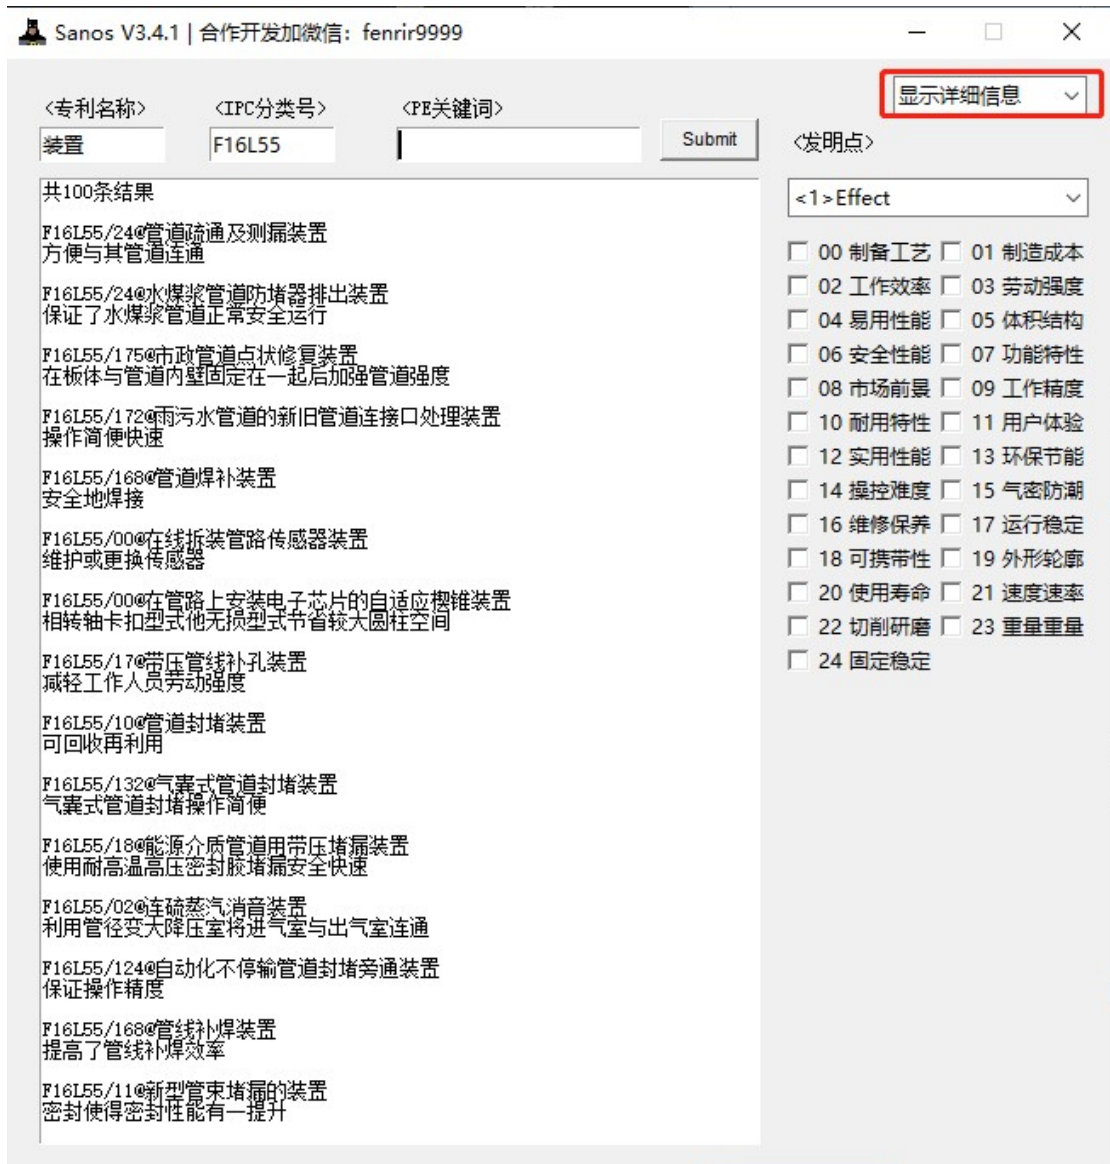 Sanos V3.4.1 | 合作开发加微信: fenrir9999
显示详细信息
<专利名称> <IPC分类号> <PE关键词>
装置 F16L55 Submit
<发明点>
<1>Effect
共100条结果
F16L55/24@管道疏通及测漏装置
方便与其管道连通
F16L55/24@水煤浆管道防堵器排出装置
保证了水煤浆管道正常安全运行
F16L55/175@市政管道点状修复装置
在板体与管道内壁固定在一起后加强管道强度
F16L55/172@雨污水管道的新旧管道连接口处理装置
操作简便快速
F16L55/168@管道焊补装置
安全地焊接
F16L55/00@在线拆装管路传感器装置
维护或更换传感器
F16L55/00@在管路上安装电子芯片的自适应楔锥装置
相转轴卡扣型式他无损型式节省较大圆柱空间
F16L55/17@带压管线补孔装置
减轻工作人员劳动强度
F16L55/10@管道封堵装置
可回收再利用
F16L55/132@气囊式管道封堵装置
气囊式管道封堵操作简便
F16L55/18@能源介质管道用带压堵漏装置
使用耐高温高压密封胶堵漏安全快速
F16L55/02@连硫蒸汽消音装置
利用管径变大降压室将进气室与出气室连通
F16L55/124@自动化不停输管道封堵旁通装置
保证操作精度
F16L55/168@管线补焊装置
提高了管线补焊效率
F16L55/11@新型管束堵漏的装置
密封使得密封性能有一提升
00 制备工艺 01 制造成本
02 工作效率 03 劳动强度
04 易用性能 05 体积结构
06 安全性能 07 功能特性
08 市场前景 09 工作精度
10 耐用特性 11 用户体验
12 实用性能 13 环保节能
14 操控难度 15 气密防潮
16 维修保养 17 运行稳定
18 可携带性 19 外形轮廓
20 使用寿命 21 速度速率
22 切削研磨 23 重量重量
24 固定稳定